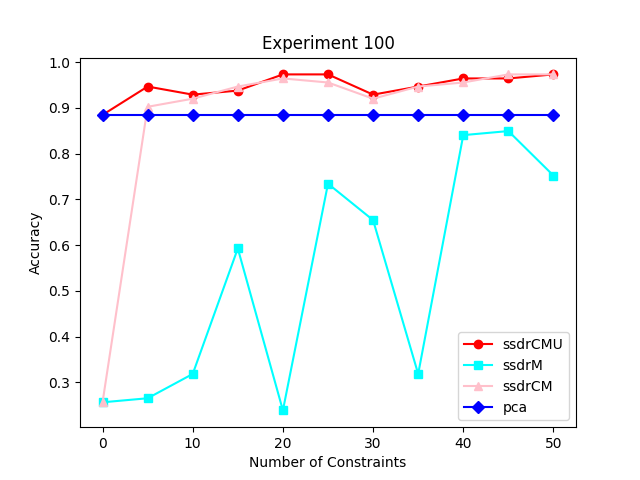 Experiment 100
Accuracy
1.0
0.9
0.8
0.7
0.6
0.5
0.4
0.3
0 10 20 30 40 50
Number of Constraints
ssdrCMU
ssdrM
ssdrCM
pca